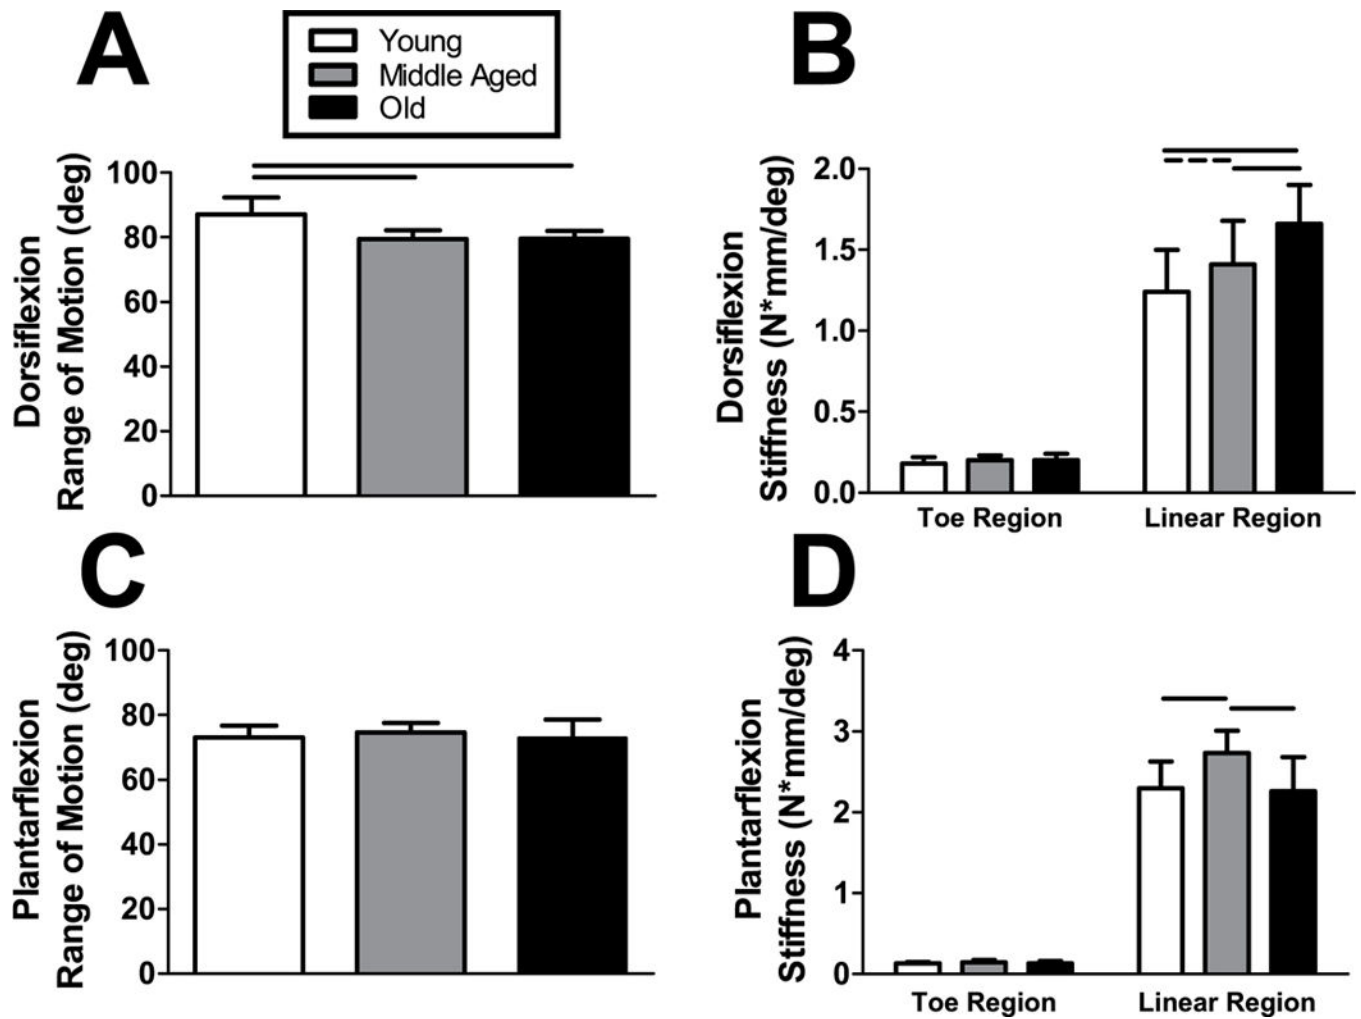 A
Young
Middle Aged
Old
Dorsiflexion
Range of Motion (deg)
100
80
60
40
20
0
B
Dorsiflexion
Stiffness (N*mm/deg)
2.0
1.5
1.0
0.5
0.0
Toe Region
Linear Region
C
Plantarflexion
Range of Motion (deg)
100
80
60
40
20
0
D
Plantarflexion
Stiffness (N*mm/deg)
4
3
2
1
0
Toe Region
Linear Region